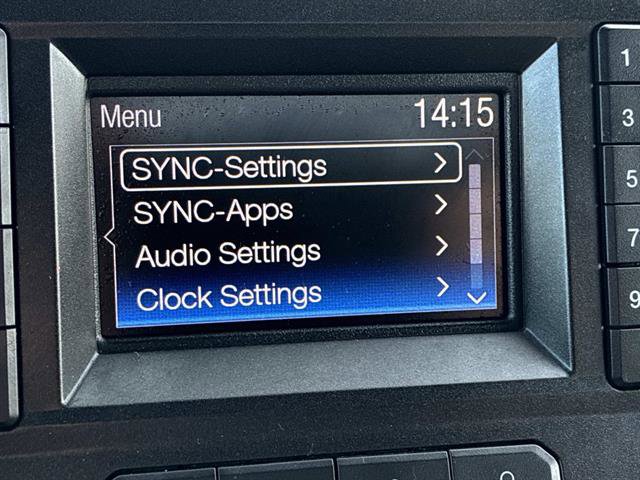 Menu 14:15
SYNC-Settings
SYNC-Apps
Audio Settings
Clock Settings
1
3
5
7
9